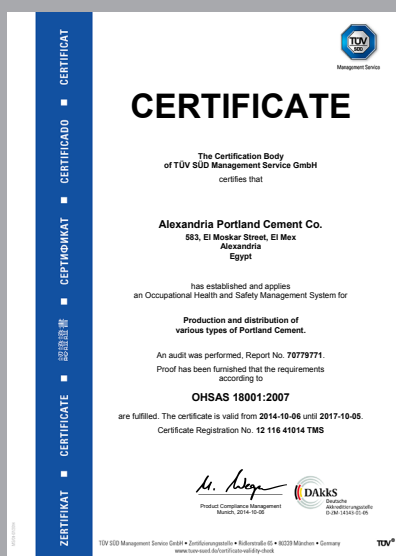 TÜV
SÜD
Management Service
CERTIFICATE
The Certification Body
of TÜV SÜD Management Service GmbH
certifies that
Alexandria Portland Cement Co.
583, El Moskar Street, El Mex
Alexandria
Egypt
has established and applies
an Occupational Health and Safety Management System for
Production and distribution of
various types of Portland Cement.
An audit was performed, Report No. 70779771.
Proof has been furnished that the requirements
according to
OHSAS 18001:2007
are fulfilled. The certificate is valid from 2014-10-06 until 2017-10-05.
Certificate Registration No. 12 116 41014 TMS
Product Compliance Management
Munich, 2014-10-06
DAkkS
Deutsche
Akkreditierungsstelle
D-ZM-14143-01-05
TÜV SÜD Management Service GmbH • Zertifizierungsstelle • Ridlerstraße 65 • 80339 München • Germany
www.tuev-sued.de/certificate-validity-check
TÜV®
ZERTIFIKAT ■ CERTIFICATE ■ 認證證書 ■ СЕРТИФИКАТ ■ CERTIFICADO ■ CERTIFICAT